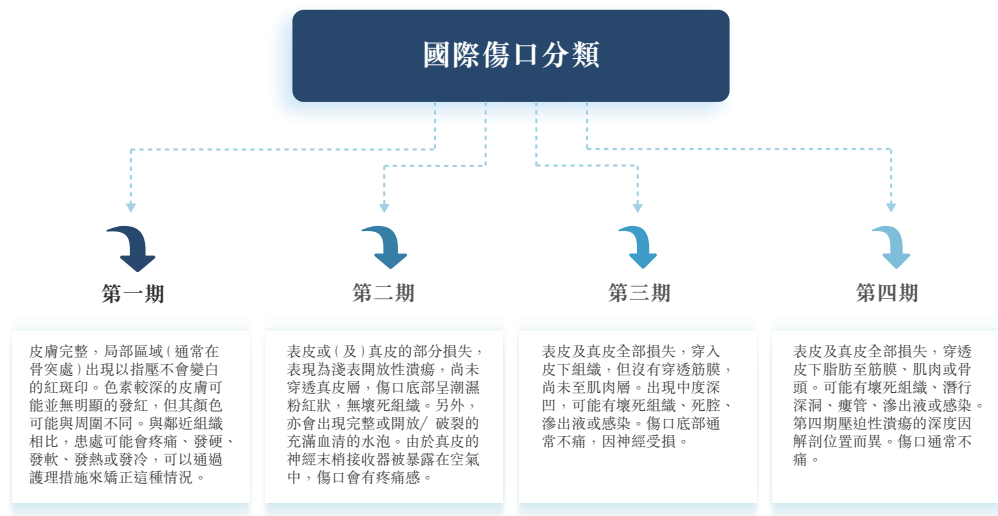 國際傷口分類
第一期
皮膚完整，局部區域(通常在
骨突處)出現以指壓不會變白
的紅斑印。色素較深的皮膚可
能並無明顯的發紅，但其顏色
可能與周圍不同。與鄰近組織
相比，患處可能會疼痛、發硬、
發軟、發熱或發冷，可以通過
護理措施來矯正這種情況。
第二期
表皮或(及)真皮的部分損失，
表現為淺表開放性潰瘍，尚未
穿透真皮層，傷口底部呈潮濕
粉紅狀，無壞死組織。另外，
亦會出現完整或開放/ 破裂的
充滿血清的水泡。由於真皮的
神經末梢接收器被暴露在空氣
中，傷口會有疼痛感。
第三期
表皮及真皮全部損失，穿入
皮下組織，但沒有穿透筋膜，
尚未至肌肉層。出現中度深
凹，可能有壞死組織、死腔、
滲出液或感染。傷口底部通
常不痛，因神經受損。
第四期
表皮及真皮全部損失，穿透
皮下脂肪至筋膜、肌肉或骨
頭。可能有壞死組織、潛行
深洞、瘻管、滲出液或感染。
第四期壓迫性潰瘍的深度因
解剖位置而異。傷口通常不
痛。